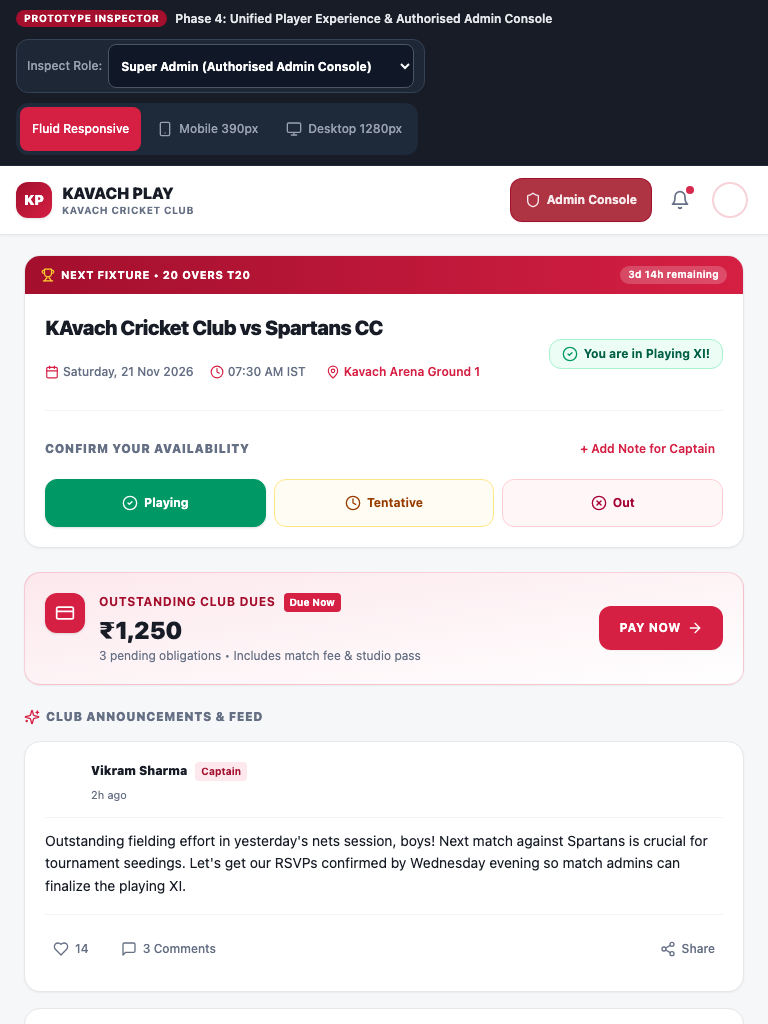 PROTOTYPE INSPECTOR Phase 4: Unified Player Experience & Authorised Admin Console
Inspect Role: Super Admin (Authorised Admin Console)
Fluid Responsive Mobile 390px Desktop 1280px
KP KAVACH PLAY
KAVACH CRICKET CLUB
Admin Console
NEXT FIXTURE • 20 OVERS T20 3d 14h remaining
KAvach Cricket Club vs Spartans CC
You are in Playing XI!
Saturday, 21 Nov 2026 07:30 AM IST Kavach Arena Ground 1
CONFIRM YOUR AVAILABILITY + Add Note for Captain
Playing Tentative Out
OUTSTANDING CLUB DUES Due Now
₹1,250
3 pending obligations • Includes match fee & studio pass
PAY NOW
CLUB ANNOUNCEMENTS & FEED
Vikram Sharma Captain
2h ago
Outstanding fielding effort in yesterday's nets session, boys! Next match against Spartans is crucial for
tournament seedings. Let's get our RSVPs confirmed by Wednesday evening so match admins can
finalize the playing XI.
14 3 Comments Share